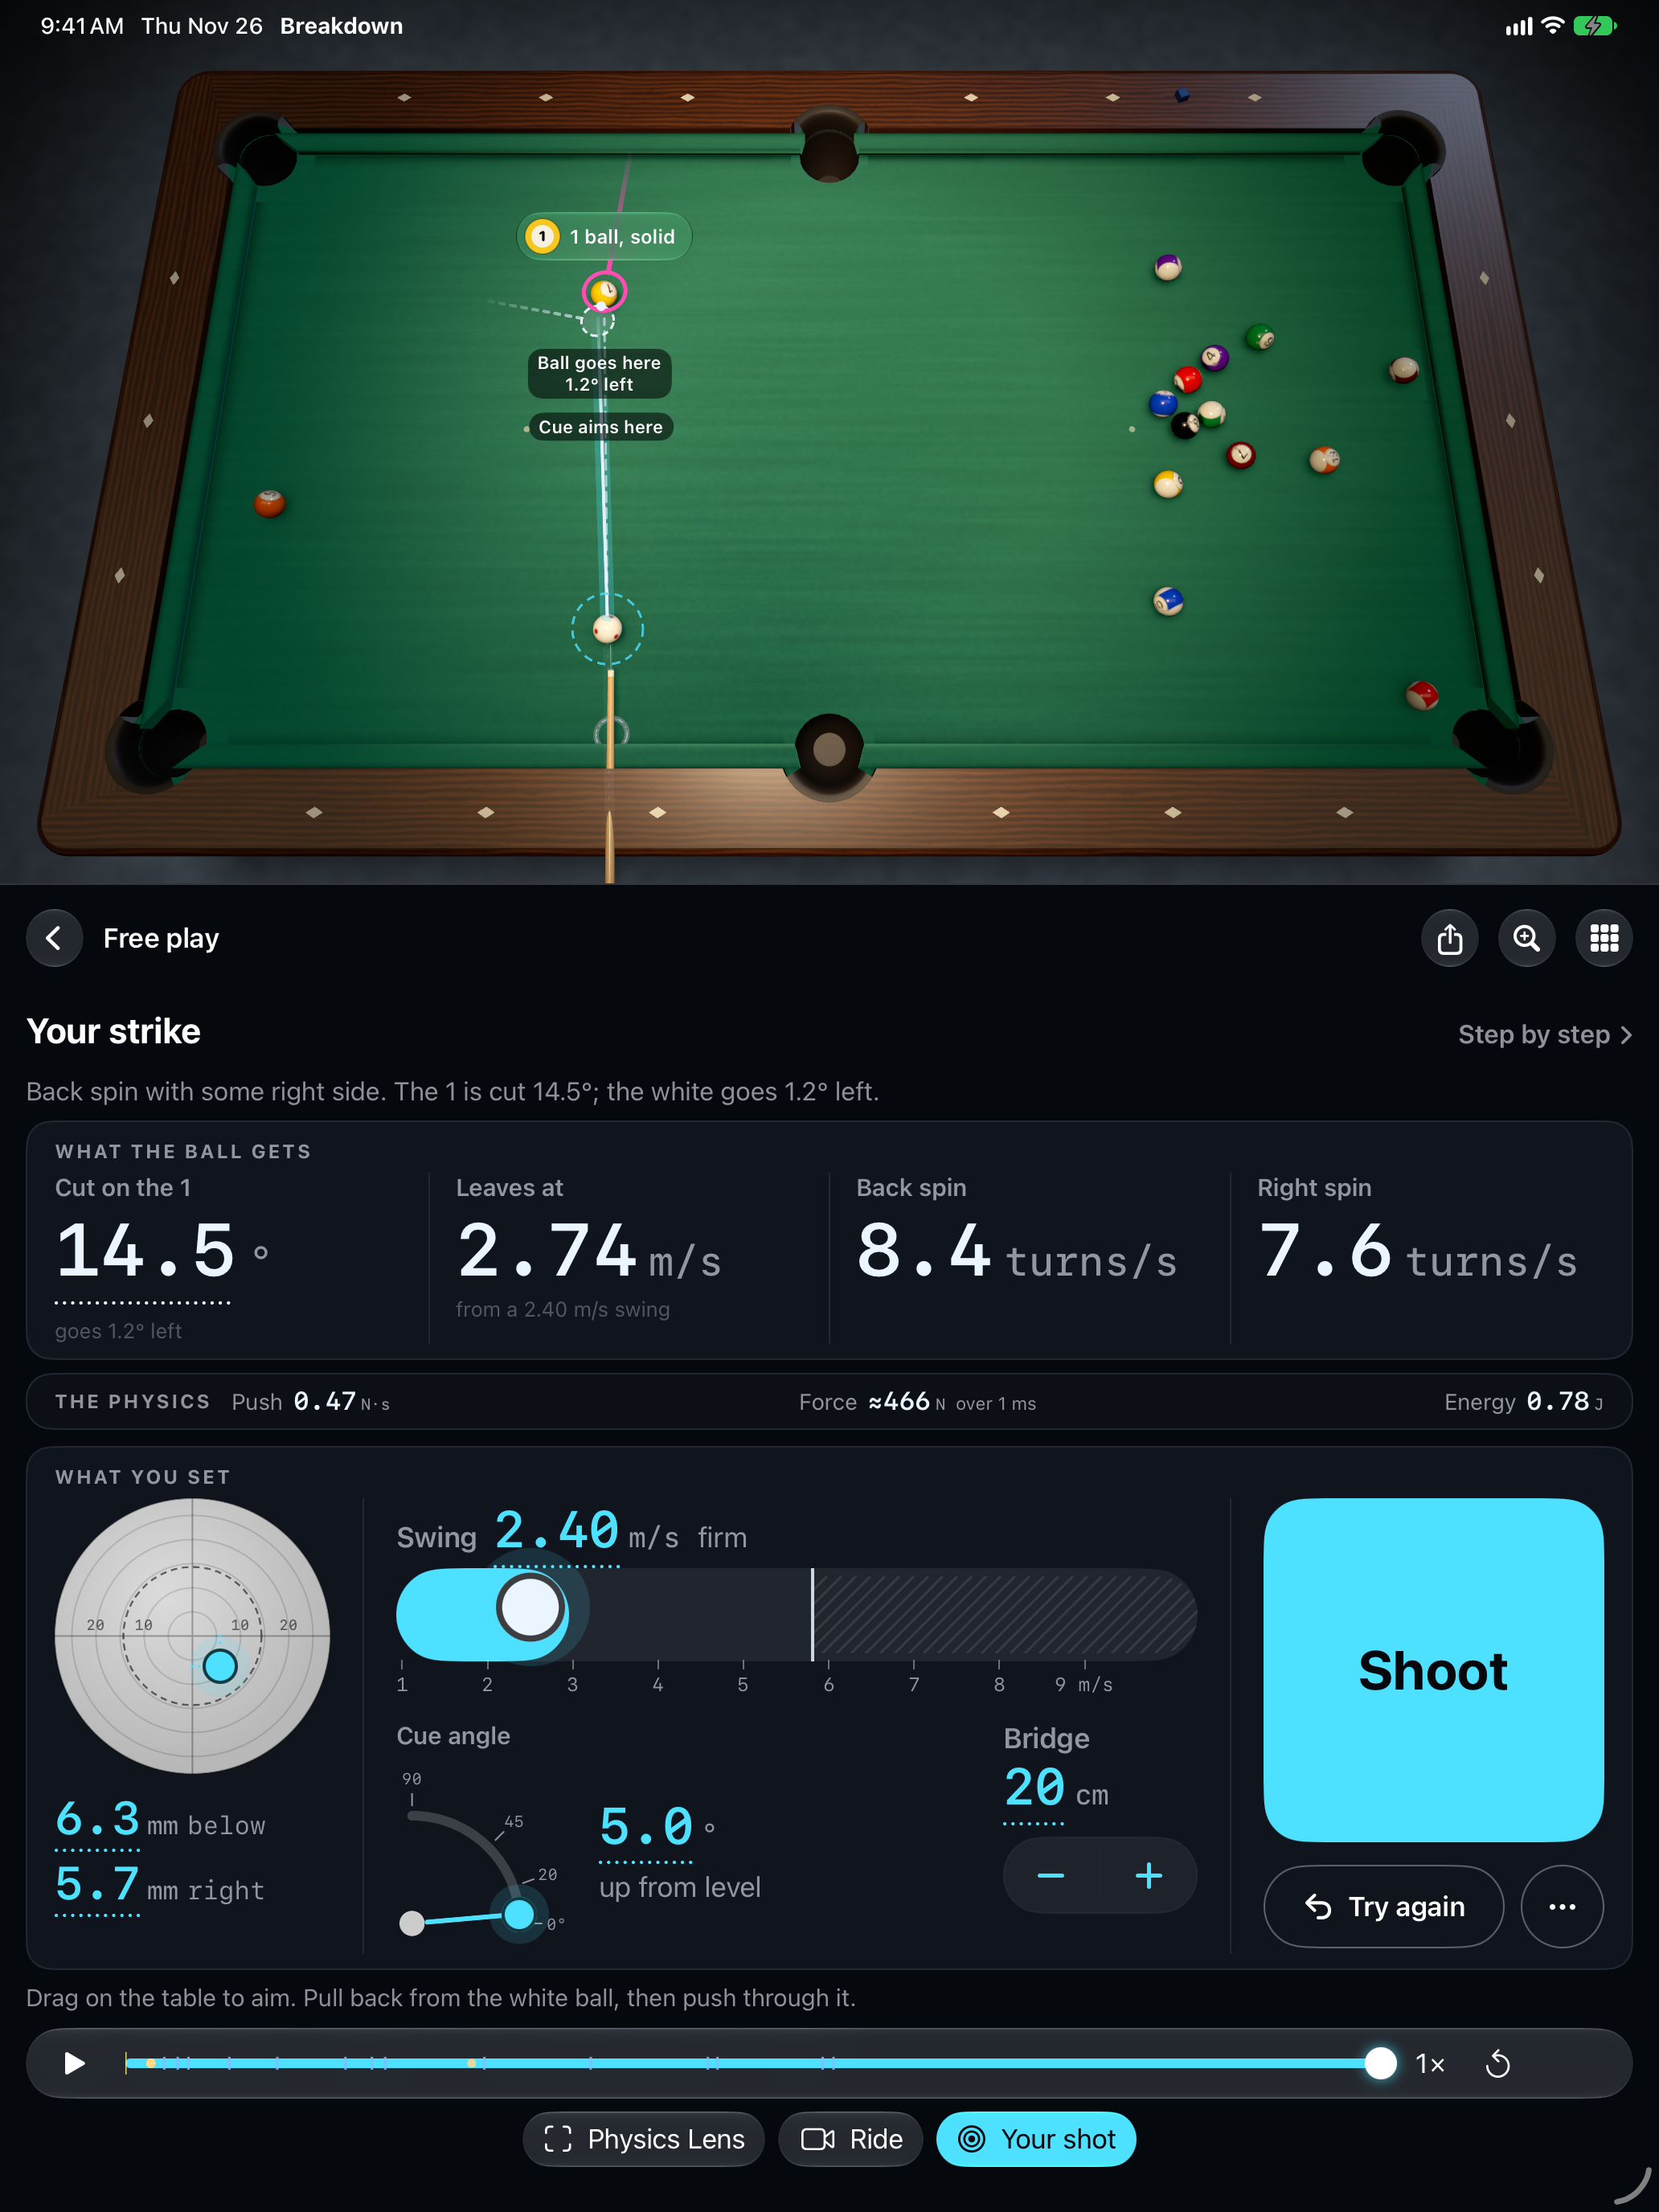 9:41 AM Thu Nov 26 Breakdown
1 1 ball, solid
Ball goes here
1.2° left
Cue aims here
Free play
Your strike
Step by step
Back spin with some right side. The 1 is cut 14.5°; the white goes 1.2° left.
WHAT THE BALL GETS
Cut on the 1
14.5 °
goes 1.2° left
Leaves at
2.74 m/s
from a 2.40 m/s swing
Back spin
8.4 turns/s
Right spin
7.6 turns/s
THE PHYSICS Push 0.47 N·s Force ≈466 N over 1 ms Energy 0.78 J
WHAT YOU SET
20 10 10 20
6.3 mm below
5.7 mm right
Swing 2.40 m/s firm
1 2 3 4 5 6 7 8 9 m/s
Cue angle
90
45
20
0°
5.0 °
up from level
Bridge
20 cm
Shoot
Try again
Drag on the table to aim. Pull back from the white ball, then push through it.
1×
Physics Lens
Ride
Your shot